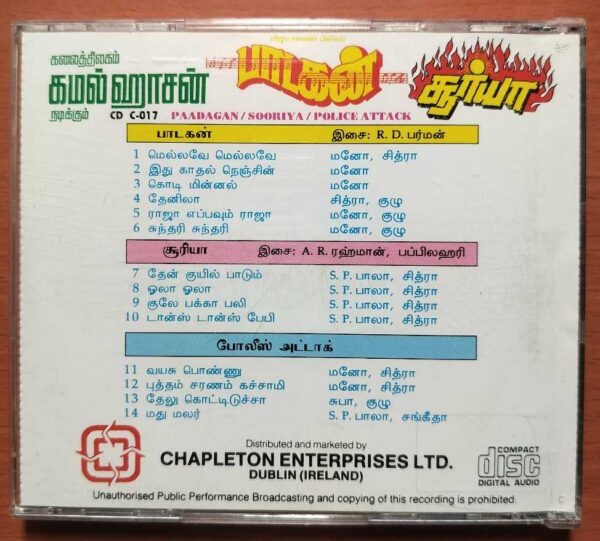 கலைத்திலகம்
கமல்ஹாசன்
நடிக்கும்
விஜய சரவணா பிலிம்ஸ்
பாடகன்
சூர்யா
CD C-017
PAADAGAN / SOORIYA / POLICE ATTACK
பாடகன் இசை: R. D. பர்மன்
1 மெல்லவே மெல்லவே மனோ, சித்ரா
2 இது காதல் நெஞ்சின் மனோ
3 கொடி மின்னல் மனோ
4 தேனிலா சித்ரா, குழு
5 ராஜா எப்பவும் ராஜா மனோ, குழு
6 சுந்தரி சுந்தரி மனோ, குழு
சூரியா இசை: A. R. ரஹ்மான், பப்பிலஹரி
7 தேன் குயில் பாடும் S. P. பாலா, சித்ரா
8 ஓலா ஓலா S. P. பாலா, சித்ரா
9 குலே பக்கா பலி S. P. பாலா, சித்ரா
10 டான்ஸ் டான்ஸ் பேபி S. P. பாலா, சித்ரா
போலீஸ் அட்டாக்
11 வயசு பொண்ணு மனோ, சித்ரா
12 புத்தம் சரணம் கச்சாமி மனோ, சித்ரா
13 தேலு கொட்டிடுச்சா சுபா, குழு
14 மது மலர் S. P. பாலா, சங்கீதா
Distributed and marketed by
CHAPLETON ENTERPRISES LTD.
DUBLIN (IRELAND)
COMPACT
disc
DIGITAL AUDIO
Unauthorised Public Performance Broadcasting and copying of this recording is prohibited.